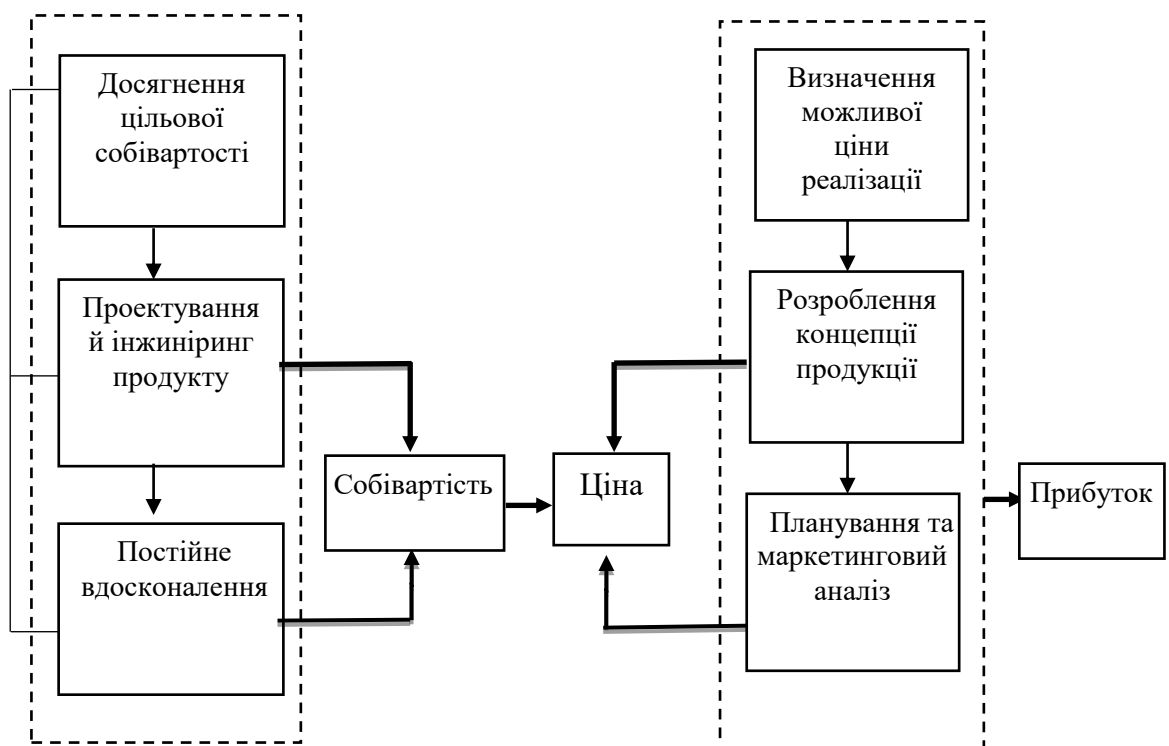 Досягнення
цільової
собівартості
Проектування
й інжиніринг
продукту
Постійне
вдосконалення
Собівартість
Ціна
Визначення
можливої
ціни
реалізації
Розроблення
концепції
продукції
Планування та
маркетинговий
аналіз
Прибуток